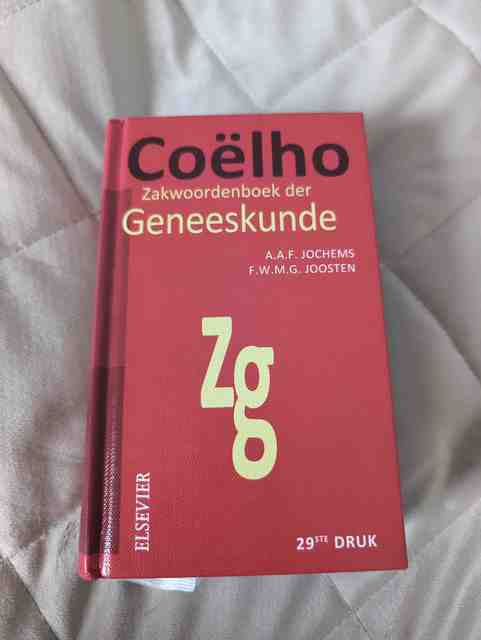 Coëlho
Zakwoordenboek der
Geneeskunde
A.A.F. JOCHEMS
F.W.M.G. JOOSTEN
Zg
ELSEVIER
29STE DRUK